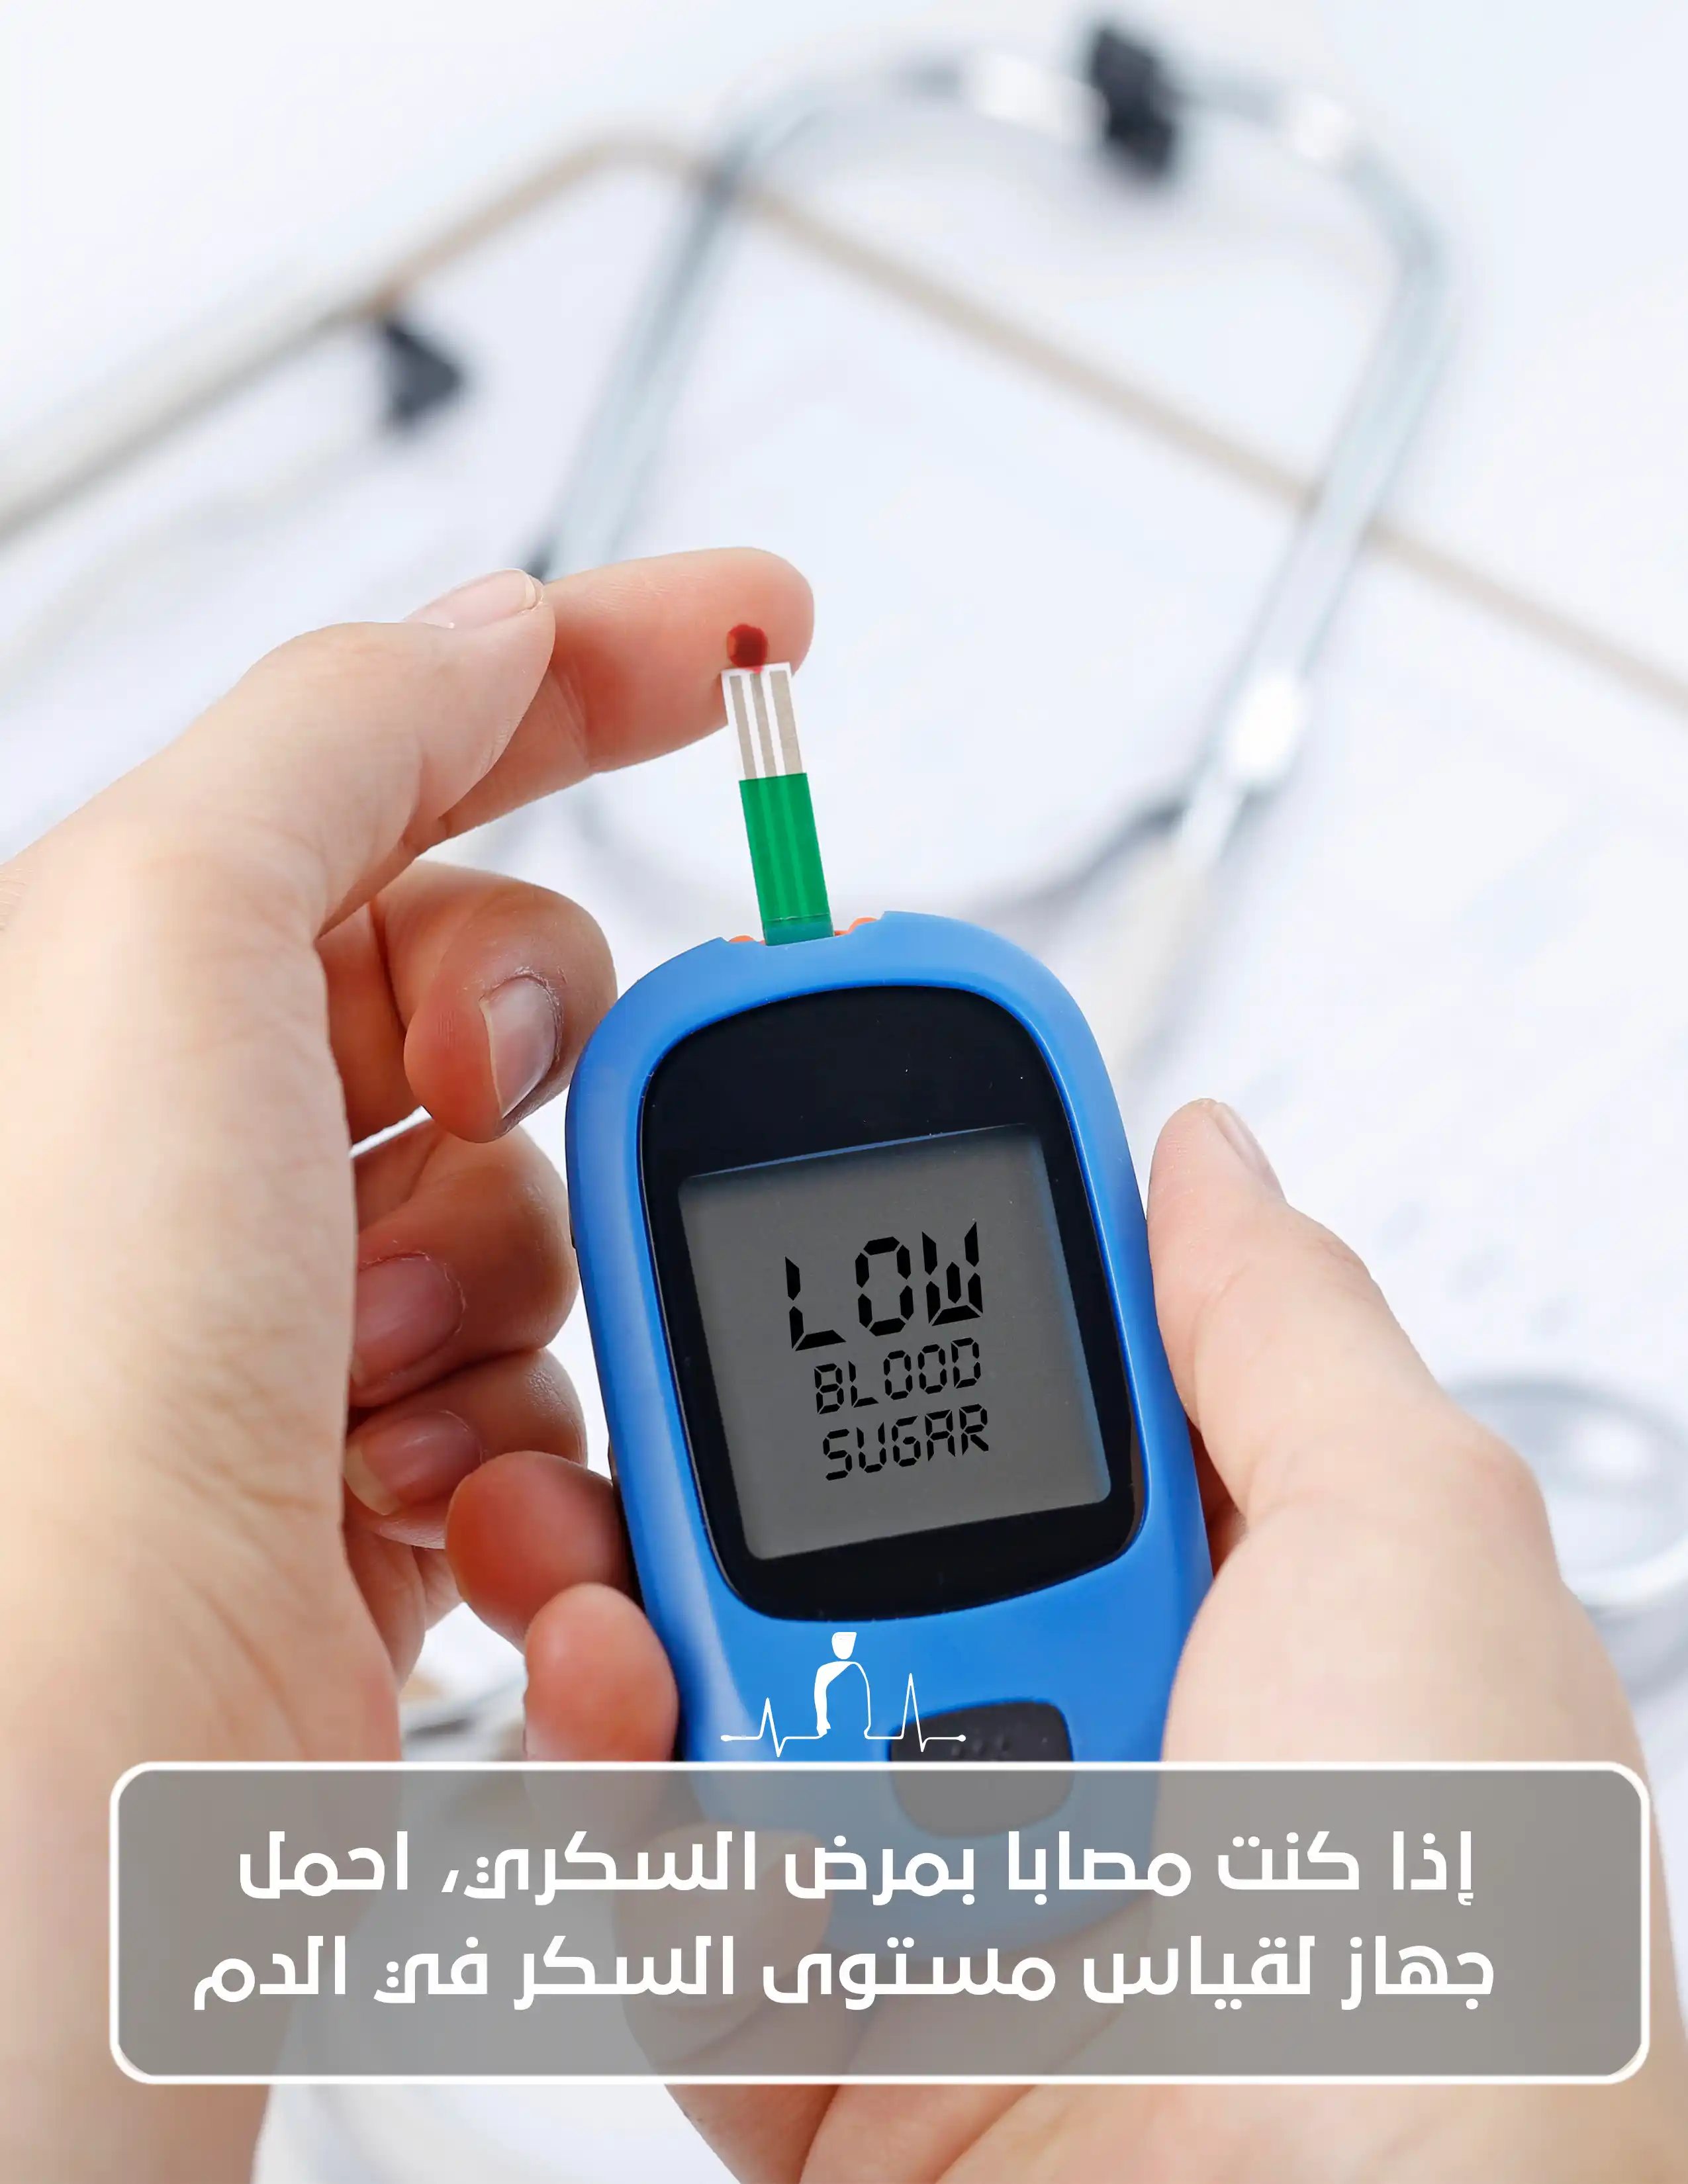 LOW
BLOOD
SUGAR
إذا كنت مصابا بمرض السكري، احمل
جهاز لقياس مستوى السكر في الدم